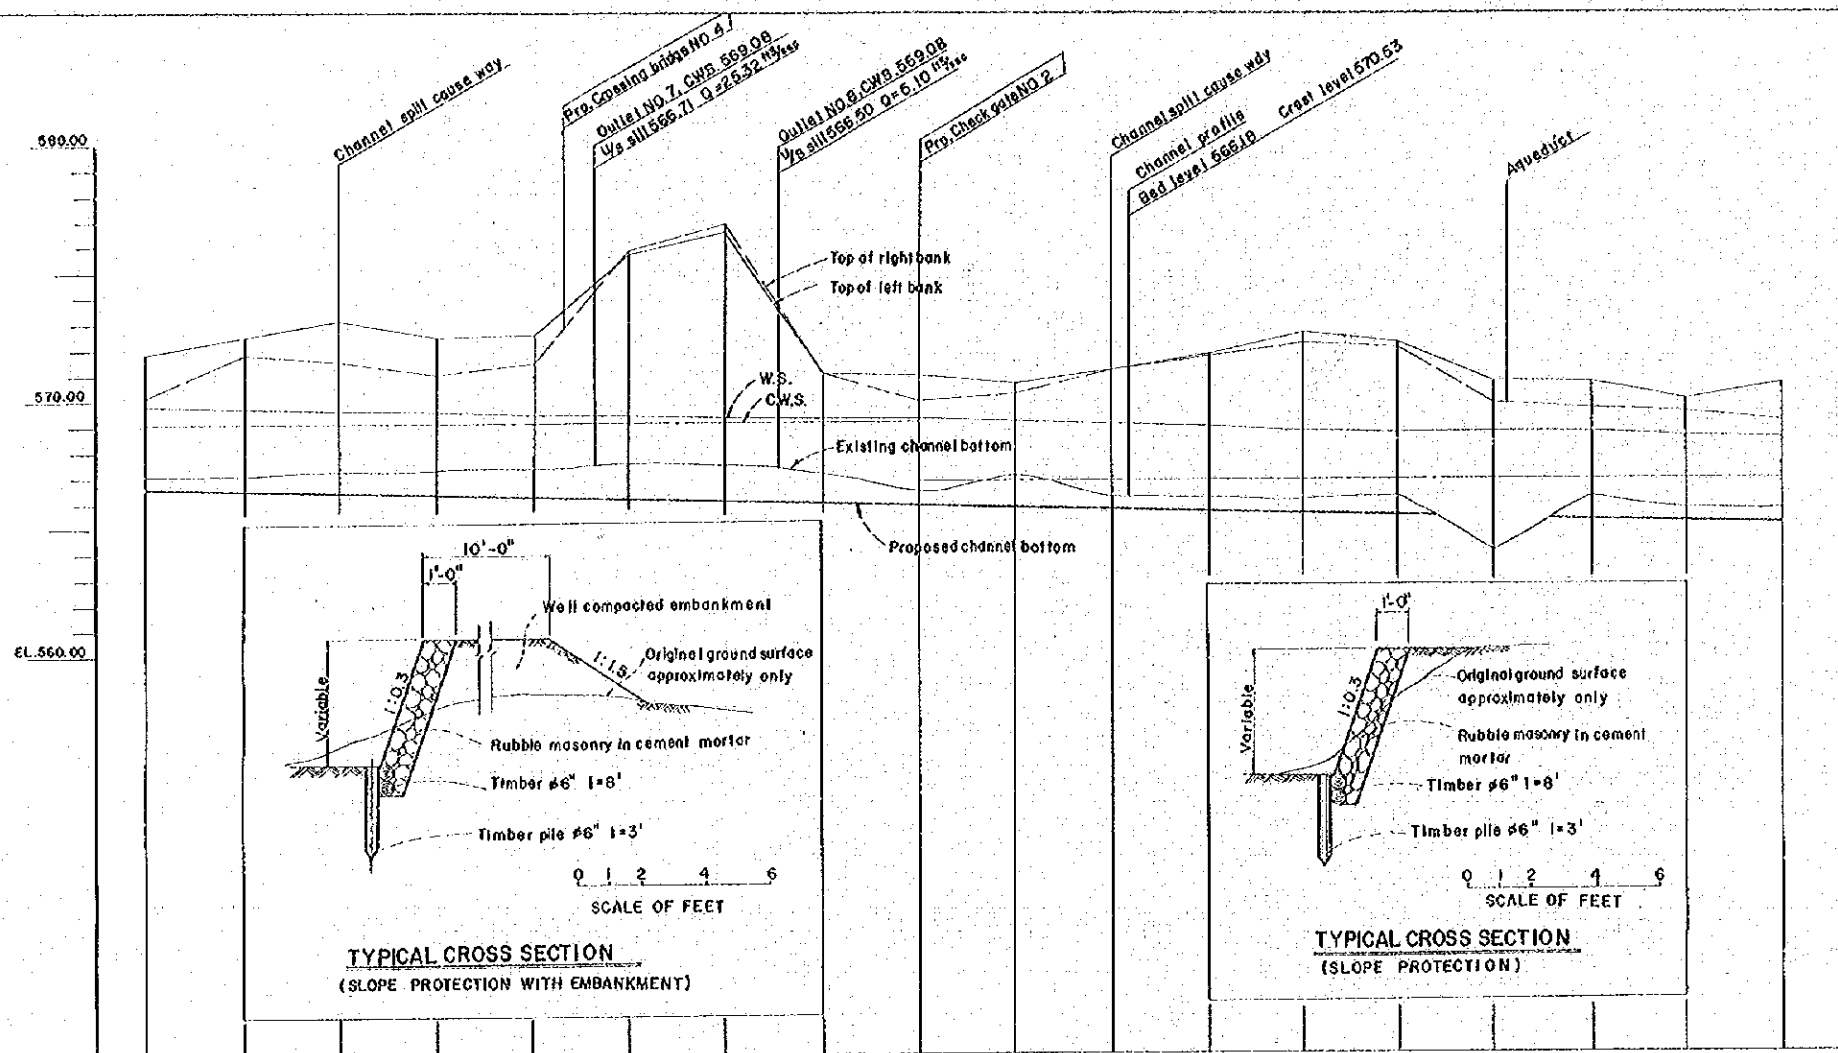 Channel spill cause way
Pro, Crossing bridge NO. 4
Outlet NO. 7, CWS. 569.08
U/S sill 566.71 Q=25.32 ft³/sec
Outlet NO. 8, CWS. 569.08
U/S sill 566.50 Q=5.10 ft³/sec
Pro, Check gate NO. 2
Channel spill cause way
Channel profile
Bed level 566.18 Crest level 570.53
Aqueduct
580.00
570.00
EL.560.00
Top of right bank
Top of left bank
W.S.
C.W.S.
Existing channel bottom
Proposed channel bottom
10'-0"
1'-0"
Well compacted embankment
1:1.5
Original ground surface
approximately only
Variable
1:0.3
Rubble masonry in cement mortar
Timber ø6" l=8'
Timber pile ø6" l=3'
0 1 2 4 6
SCALE OF FEET
TYPICAL CROSS SECTION
(SLOPE PROTECTION WITH EMBANKMENT)
1'-0"
Original ground surface
approximately only
Variable
1:0.3
Rubble masonry in cement
mortar
Timber ø6" l=8'
Timber pile ø6" l=3'
0 1 2 4 6
SCALE OF FEET
TYPICAL CROSS SECTION
(SLOPE PROTECTION)